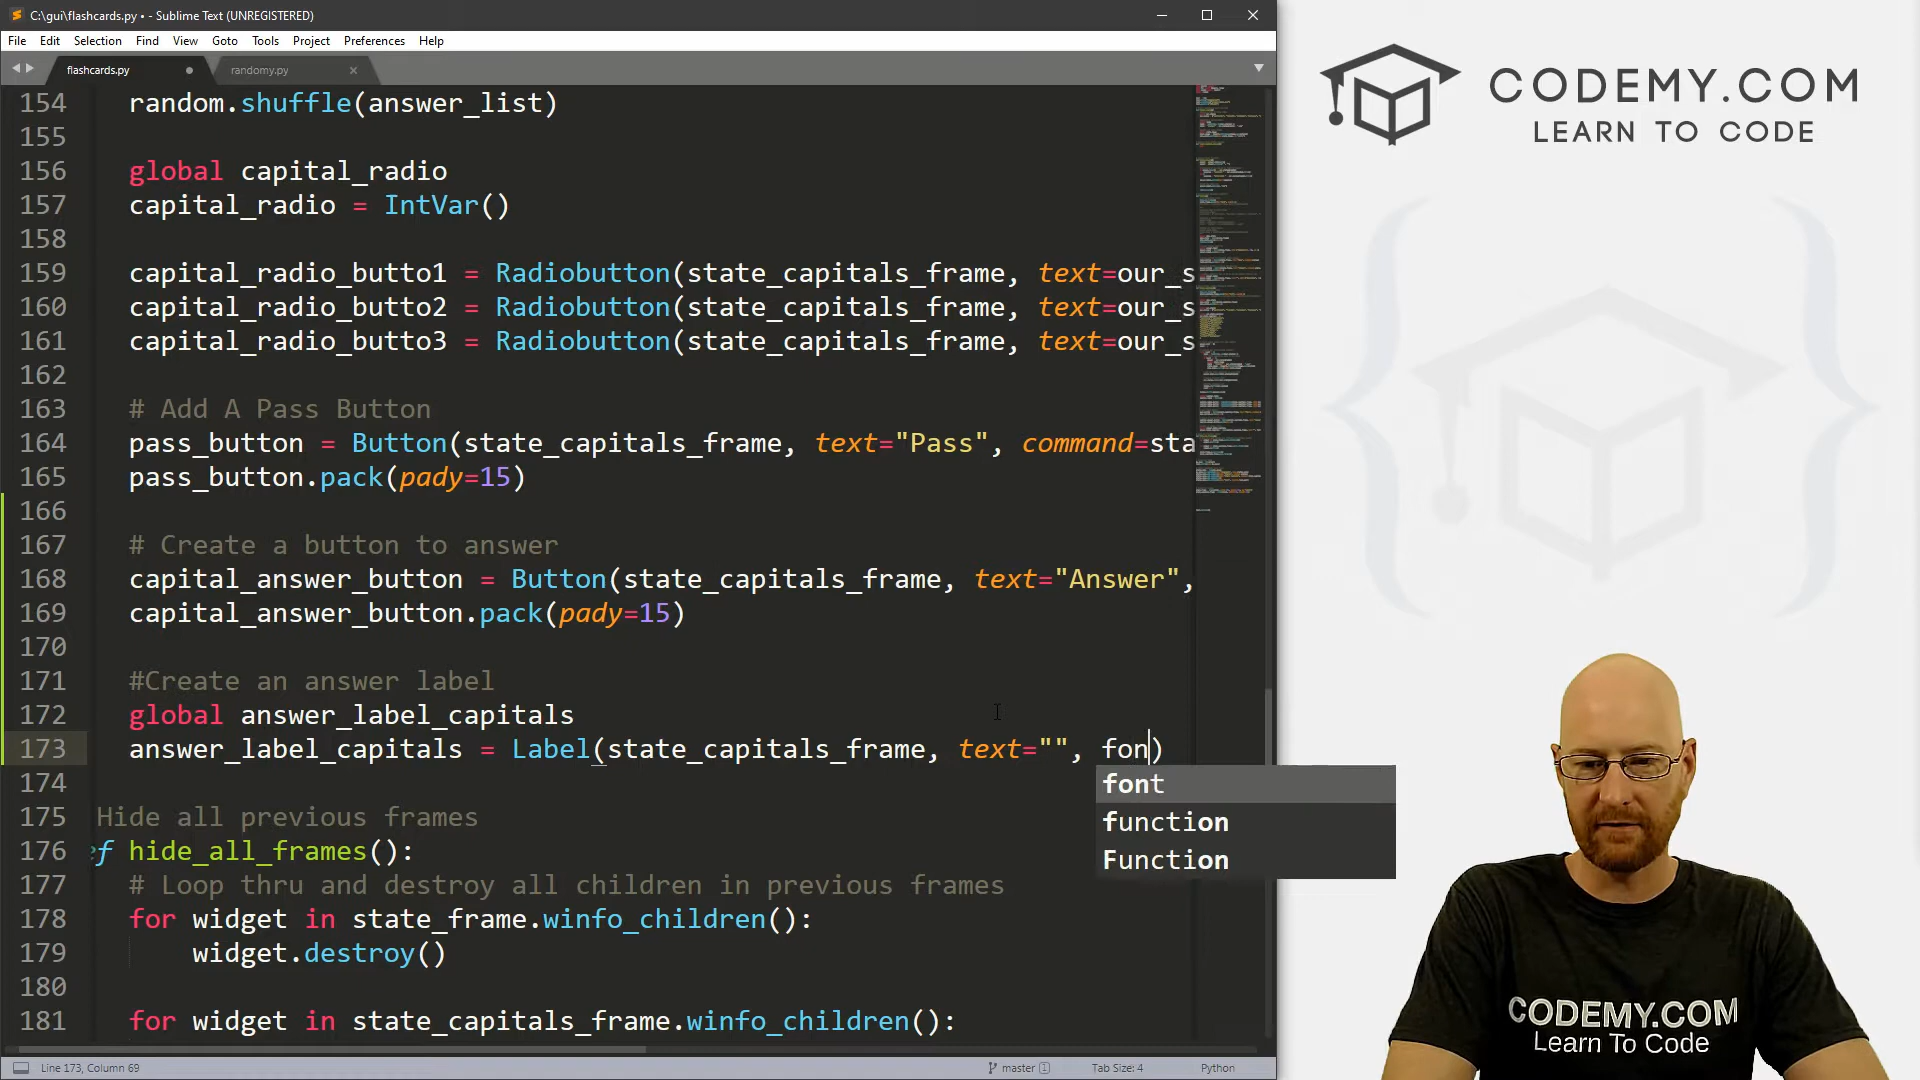 C:\gui\flashcards.py • - Sublime Text (UNREGISTERED)
File Edit Selection Find View Goto Tools Project Preferences Help
flashcards.py randomy.py
154 random.shuffle(answer_list)
155
156 global capital_radio
157 capital_radio = IntVar()
158
159 capital_radio_butto1 = Radiobutton(state_capitals_frame, text=our_s
160 capital_radio_butto2 = Radiobutton(state_capitals_frame, text=our_s
161 capital_radio_butto3 = Radiobutton(state_capitals_frame, text=our_s
162
163 # Add A Pass Button
164 pass_button = Button(state_capitals_frame, text="Pass", command=sta
165 pass_button.pack(pady=15)
166
167 # Create a button to answer
168 capital_answer_button = Button(state_capitals_frame, text="Answer",
169 capital_answer_button.pack(pady=15)
170
171 #Create an answer label
172 global answer_label_capitals
173 answer_label_capitals = Label(state_capitals_frame, text="", fon)
174
font
175 Hide all previous frames
function
176 ef hide_all_frames():
Function
177 # Loop thru and destroy all children in previous frames
178 for widget in state_frame.winfo_children():
179 widget.destroy()
180
181 for widget in state_capitals_frame.winfo_children():
Line 173, Column 69 master 1 Tab Size: 4 Python
CODEMY.COM
LEARN TO CODE
CODEMY.COM
Learn To Code